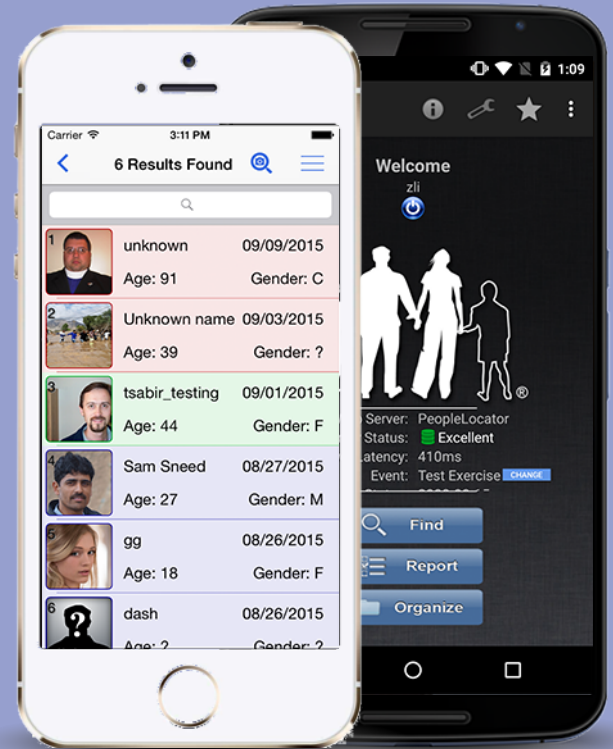 Carrier 3:11 PM
6 Results Found
1
unknown 09/09/2015
Age: 91 Gender: C
2
Unknown name 09/03/2015
Age: 39 Gender: ?
3
tsabir_testing 09/01/2015
Age: 44 Gender: F
4
Sam Sneed 08/27/2015
Age: 27 Gender: M
5
gg 08/26/2015
Age: 18 Gender: F
6
dash 08/26/2015
Age: ? Gender: ?
1:09
Welcome
zli
®
Server: PeopleLocator
Status: Excellent
atency: 410ms
Event: Test Exercise CHANGE
Find
Report
Organize